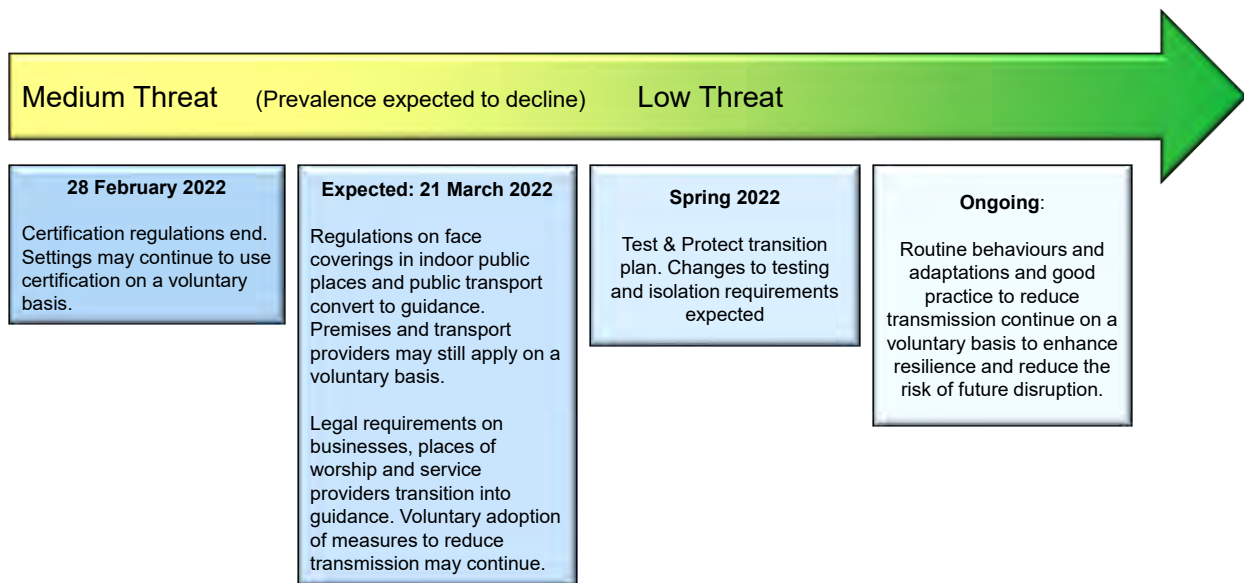 Medium Threat (Prevalence expected to decline) Low Threat
28 February 2022
Certification regulations end.
Settings may continue to use
certification on a voluntary
basis.
Expected: 21 March 2022
Regulations on face
coverings in indoor public
places and public transport
convert to guidance.
Premises and transport
providers may still apply on a
voluntary basis.
Legal requirements on
businesses, places of
worship and service
providers transition into
guidance. Voluntary adoption
of measures to reduce
transmission may continue.
Spring 2022
Test & Protect transition
plan. Changes to testing
and isolation requirements
expected
Ongoing:
Routine behaviours and
adaptations and good
practice to reduce
transmission continue on a
voluntary basis to enhance
resilience and reduce the
risk of future disruption.